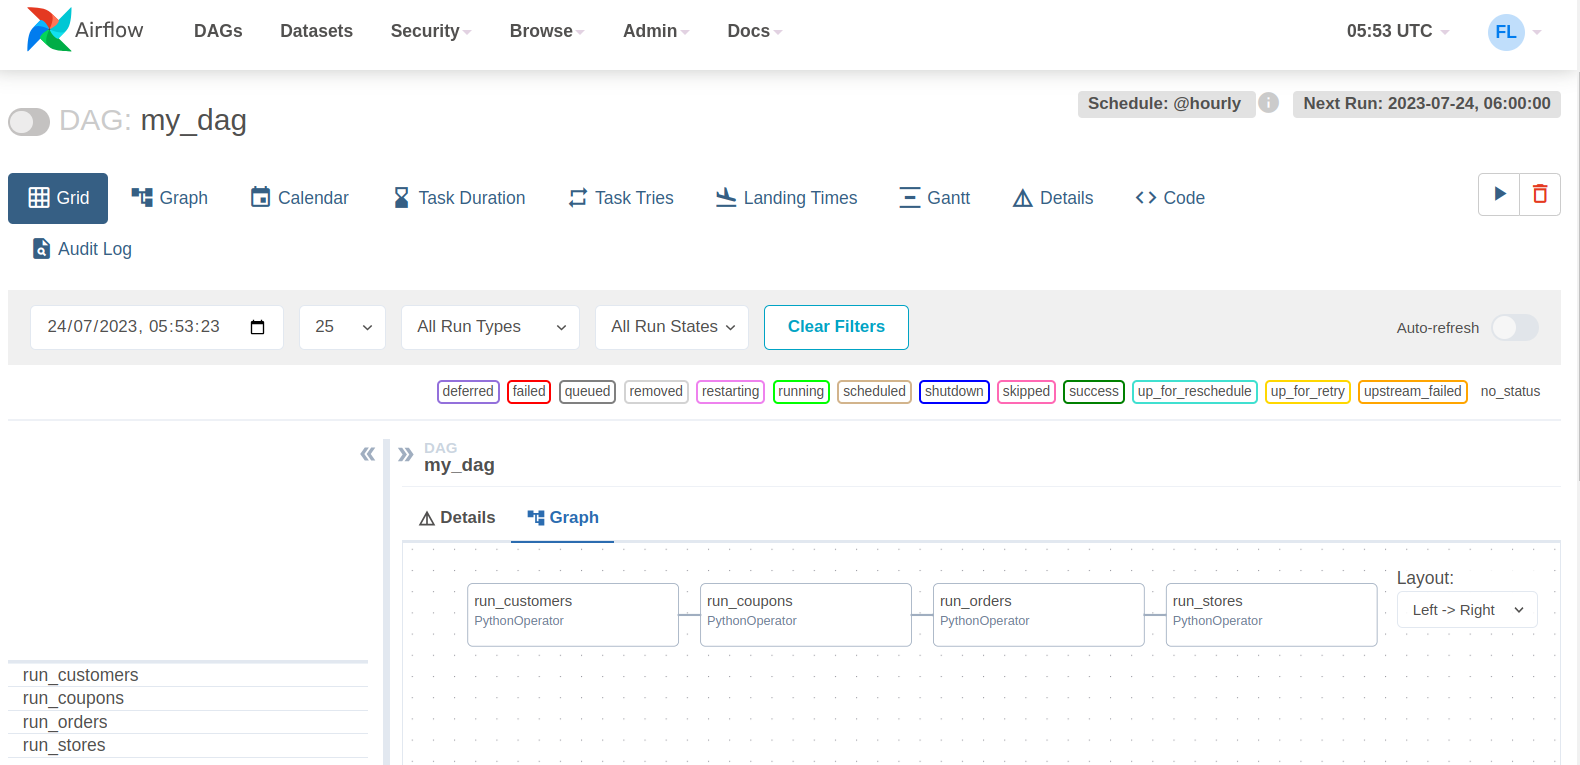 Airflow DAGs Datasets Security Browse Admin Docs 05:53 UTC FL
Schedule: @hourly i Next Run: 2023-07-24, 06:00:00
DAG: my_dag
Grid Graph Calendar Task Duration Task Tries Landing Times Gantt Details Code
Audit Log
24/07/2023, 05:53:23 25 All Run Types All Run States Clear Filters Auto-refresh
deferred failed queued removed restarting running scheduled shutdown skipped success up_for_reschedule up_for_retry upstream_failed no_status
DAG
my_dag
Details Graph
Layout:
Left -> Right
run_customers
PythonOperator
run_coupons
PythonOperator
run_orders
PythonOperator
run_stores
PythonOperator
run_customers
run_coupons
run_orders
run_stores